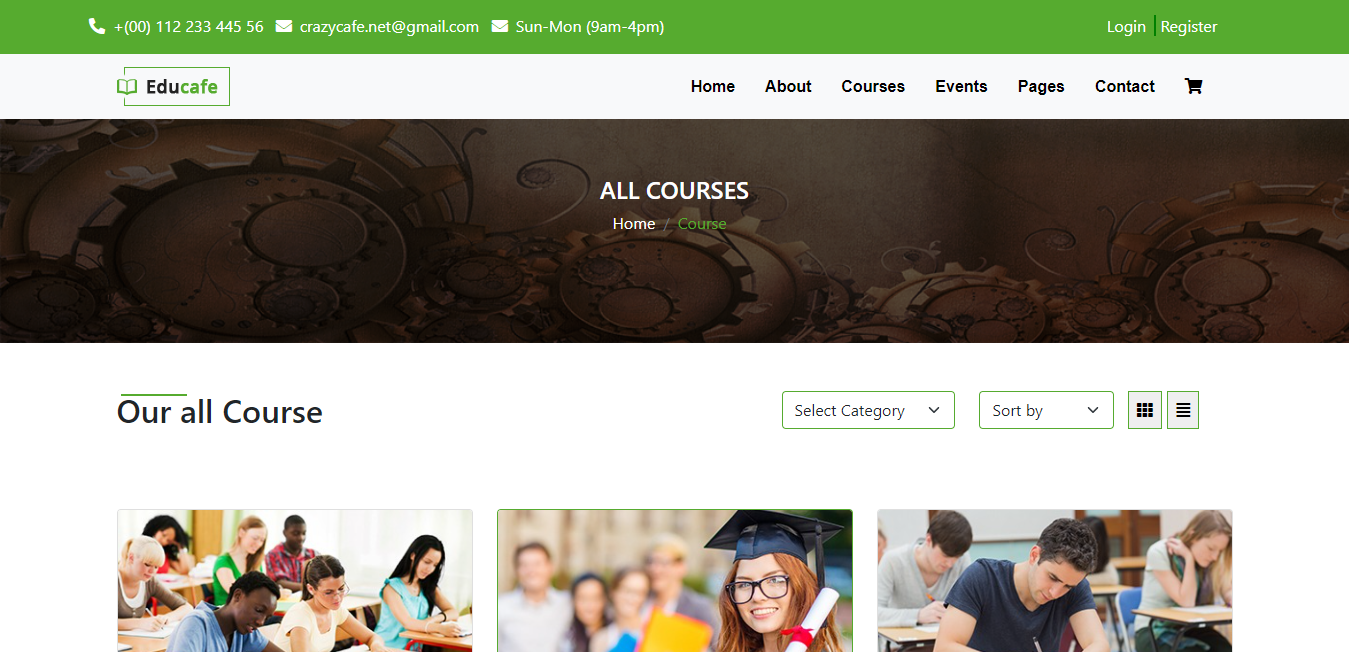 +(00) 112 233 445 56 crazycafe.net@gmail.com Sun-Mon (9am-4pm) Login Register
Educafe Home About Courses Events Pages Contact
ALL COURSES
Home / Course
Our all Course Select Category Sort by